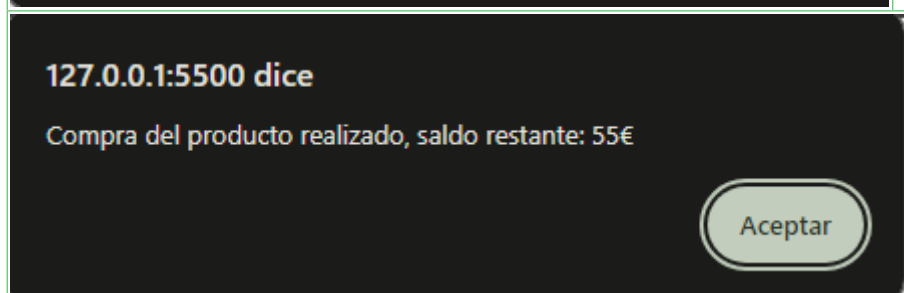 127.0.0.1:5500 dice
Compra del producto realizado, saldo restante: 55€
Aceptar